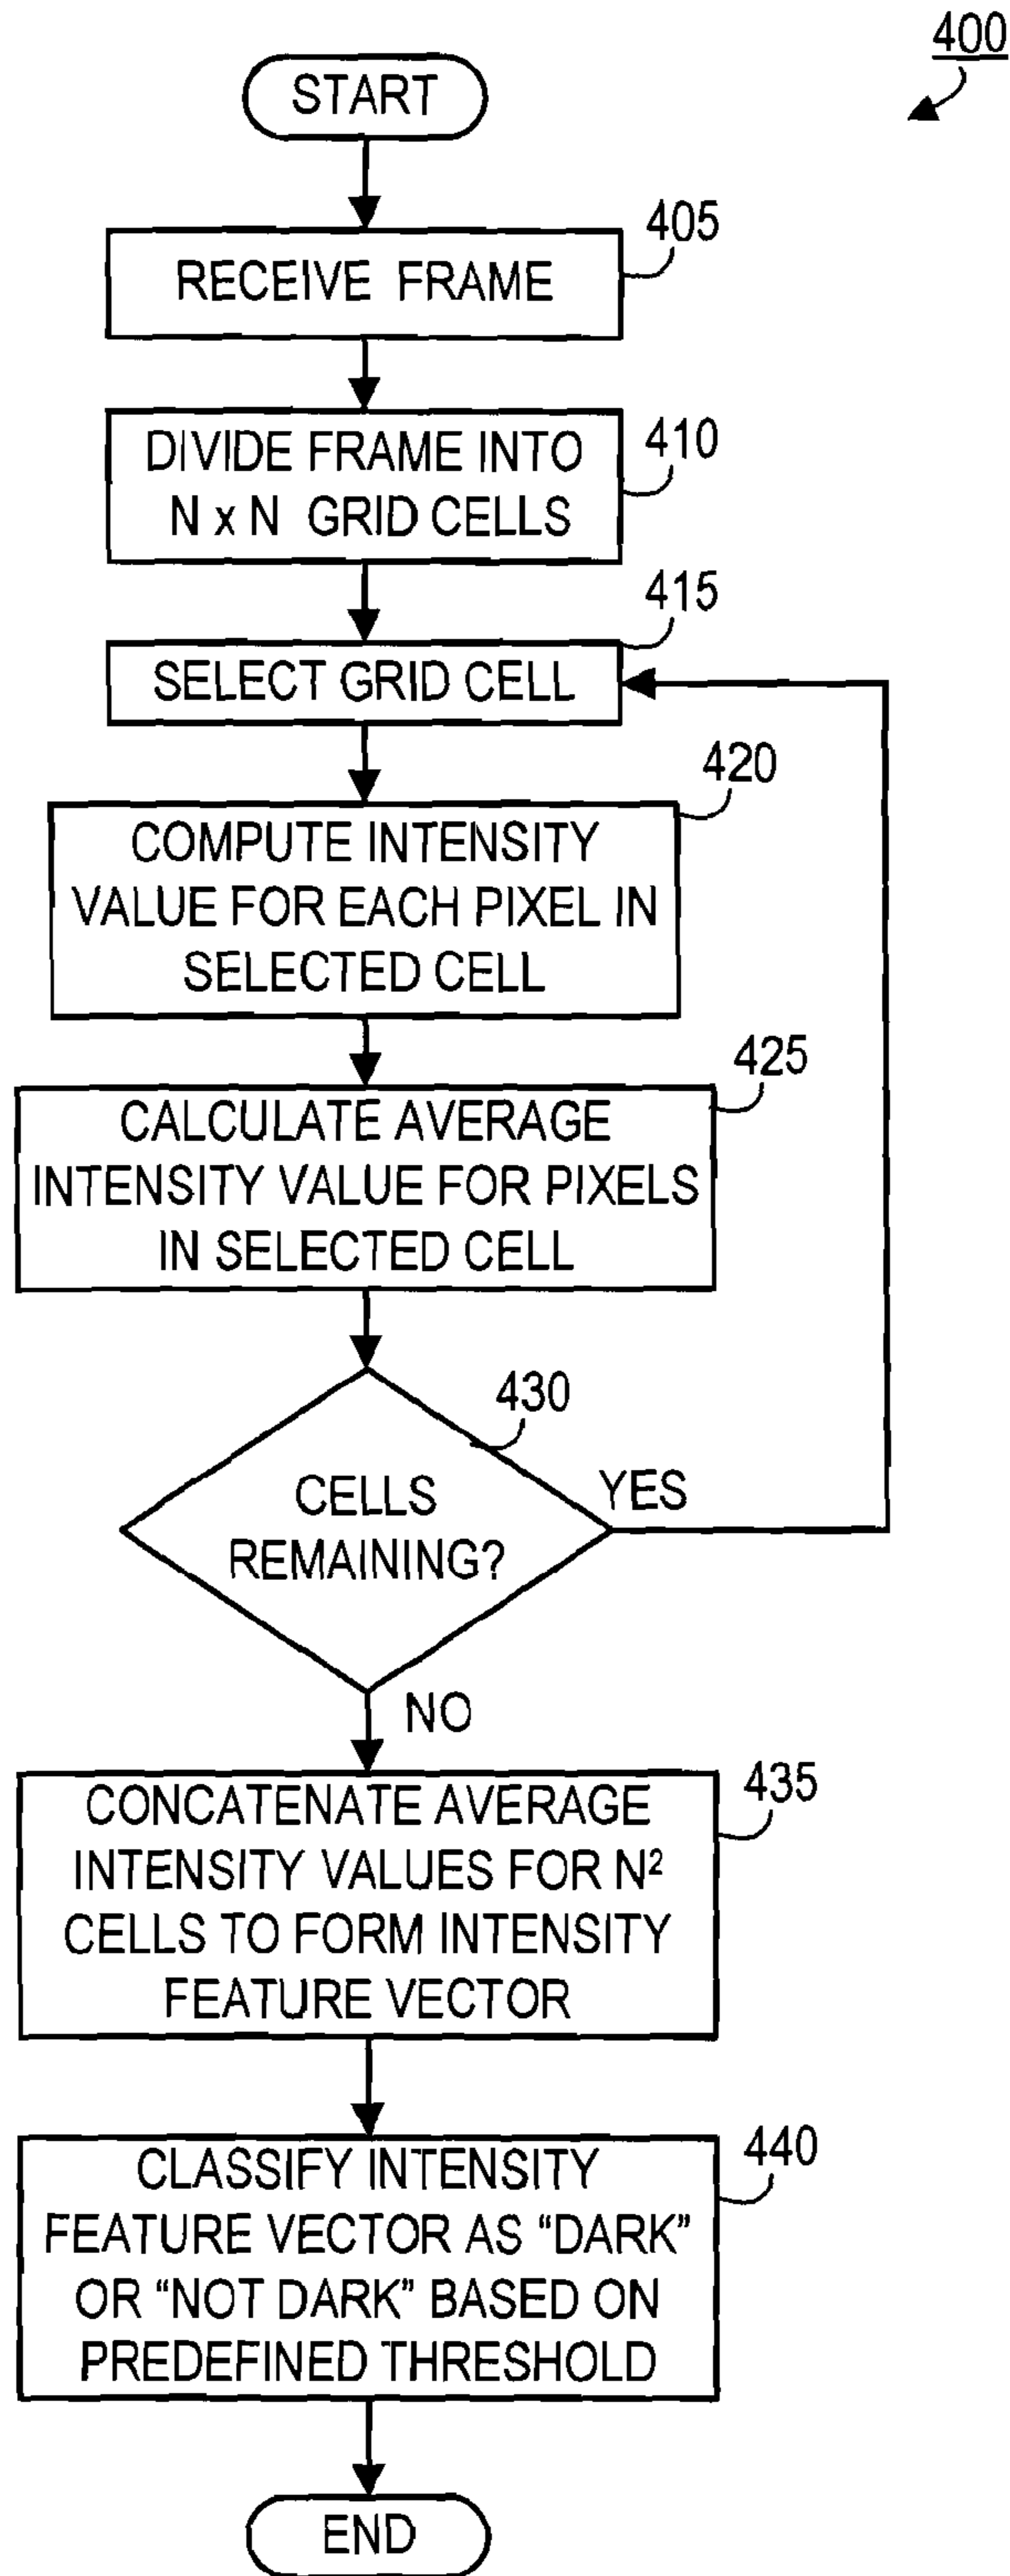 400
START
405
RECEIVE FRAME
410
DIVIDE FRAME INTO
N x N GRID CELLS
415
SELECT GRID CELL
420
COMPUTE INTENSITY
VALUE FOR EACH PIXEL IN
SELECTED CELL
425
CALCULATE AVERAGE
INTENSITY VALUE FOR PIXELS
IN SELECTED CELL
430
CELLS
REMAINING?
YES
NO
435
CONCATENATE AVERAGE
INTENSITY VALUES FOR N²
CELLS TO FORM INTENSITY
FEATURE VECTOR
440
CLASSIFY INTENSITY
FEATURE VECTOR AS “DARK”
OR “NOT DARK” BASED ON
PREDEFINED THRESHOLD
END